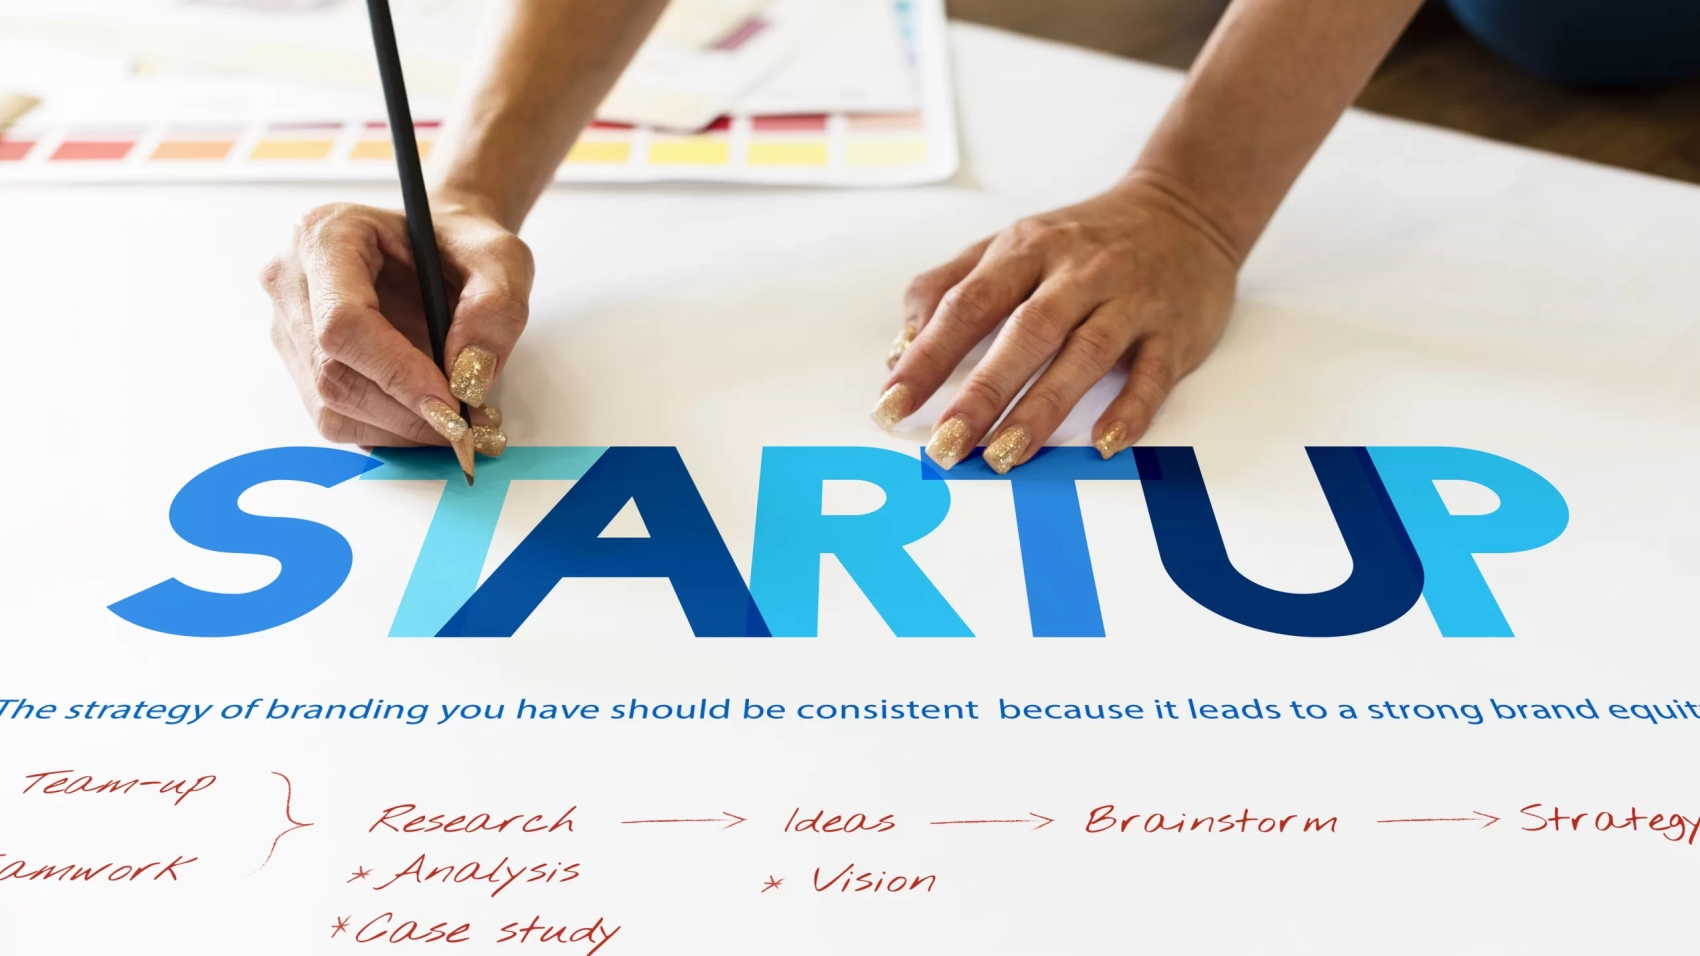 STARTUP
The strategy of branding you have should be consistent because it leads to a strong brand
Team-up
Research → Ideas → Brainstorm → Strategy
* Analysis * Vision
* Case study